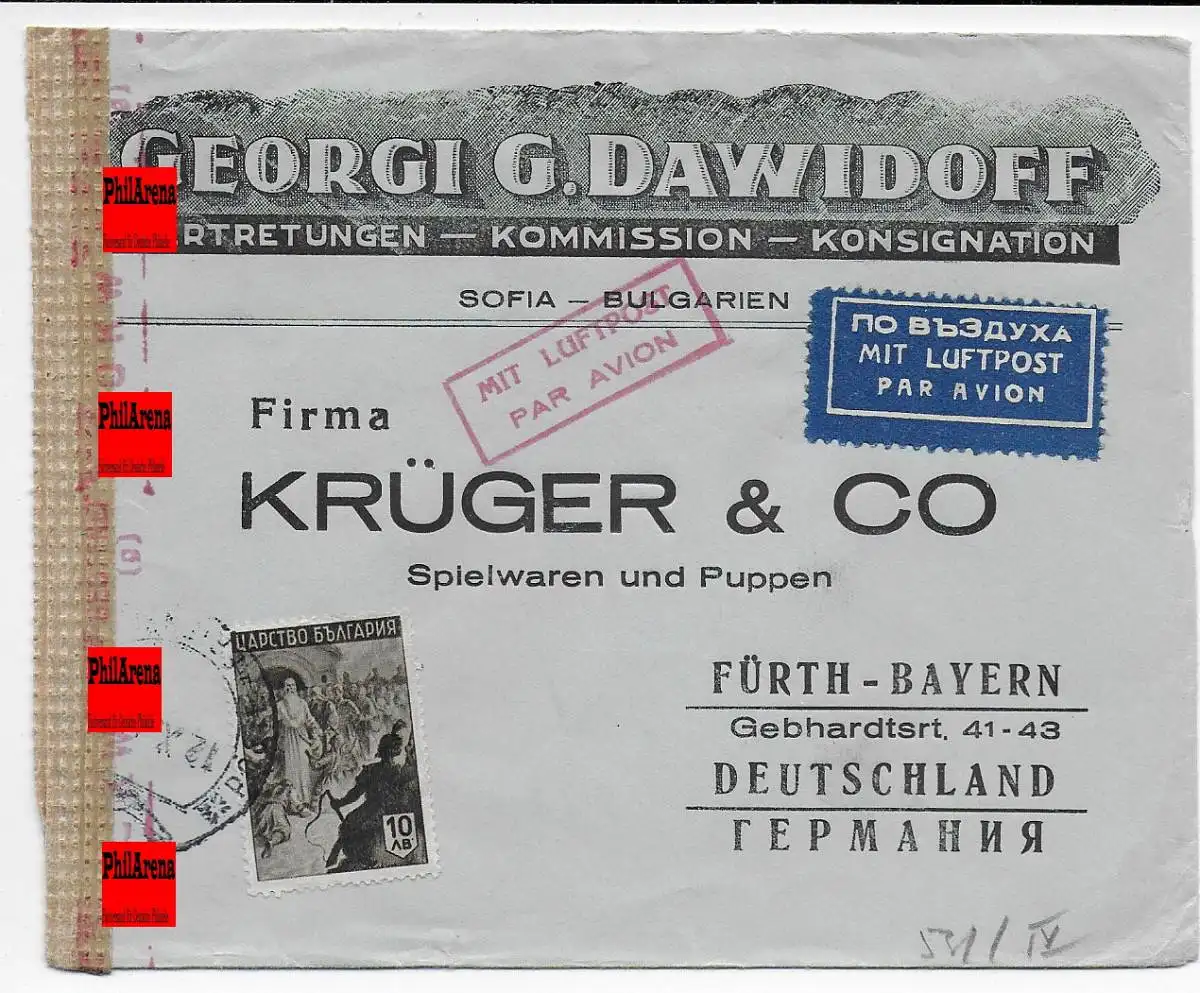 GEORGI G. DAWIDOFF
RTRETUNGEN — KOMMISSION — KONSIGNATION
SOFIA — BULGARIEN
MIT LUFTPOST
PAR AVION
ПО ВЪЗДУХА
MIT LUFTPOST
PAR AVION
Firma
KRÜGER & CO
Spielwaren und Puppen
FÜRTH-BAYERN
Gebhardtsrt. 41-43
DEUTSCHLAND
ГЕРМАНИЯ
ЦАРСТВО БЪЛГАРИЯ
10
ЛВ.
12 X
PhilArena
PhilArena
PhilArena
PhilArena